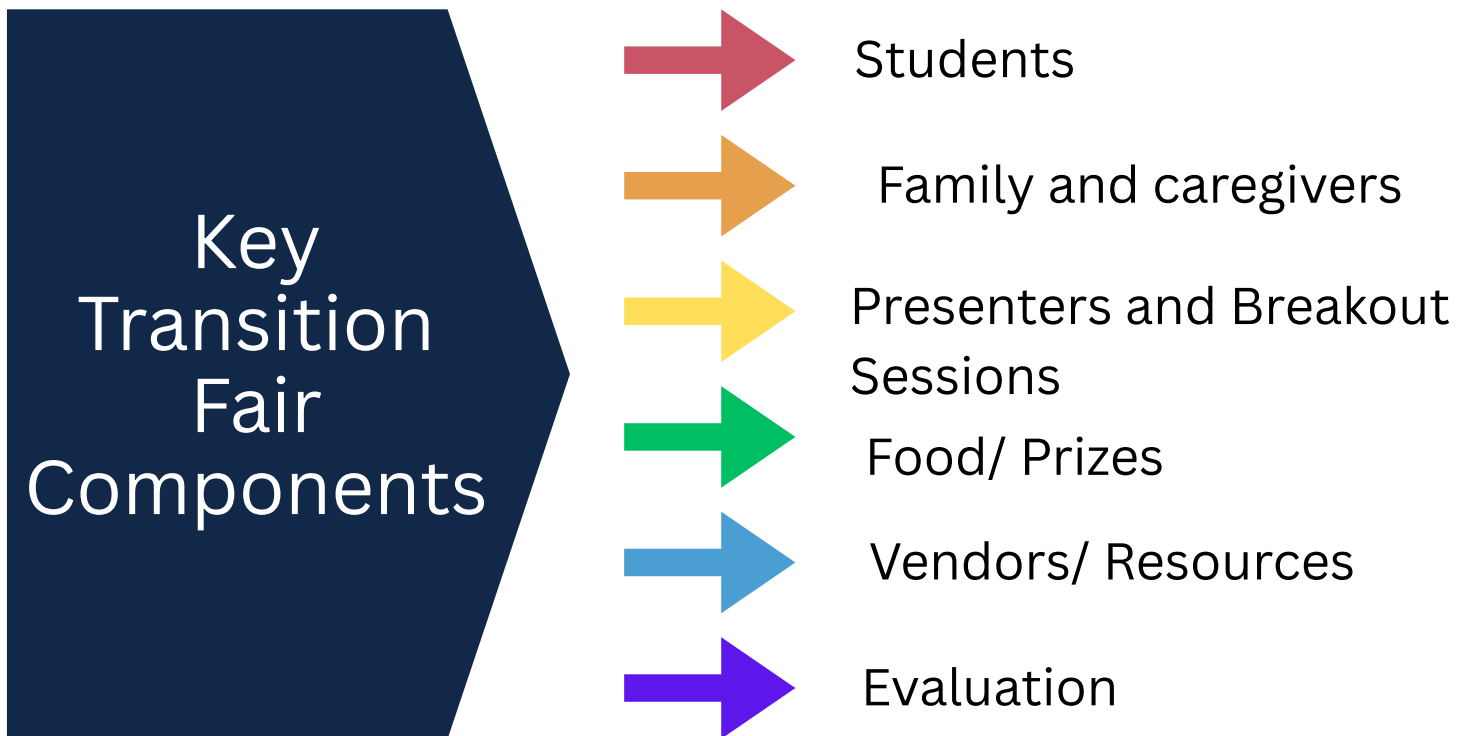 Key
Transition
Fair
Components
Students
Family and caregivers
Presenters and Breakout
Sessions
Food/ Prizes
Vendors/ Resources
Evaluation